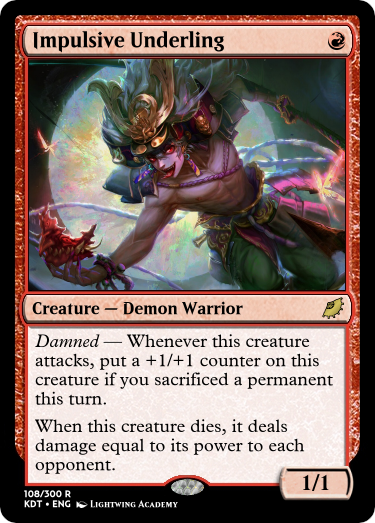 Impulsive Underling
Creature — Demon Warrior
Damned — Whenever this creature
attacks, put a +1/+1 counter on this
creature if you sacrificed a permanent
this turn.
When this creature dies, it deals
damage equal to its power to each
opponent.
1/1
108/300 R
KDT • ENG Lightwing Academy